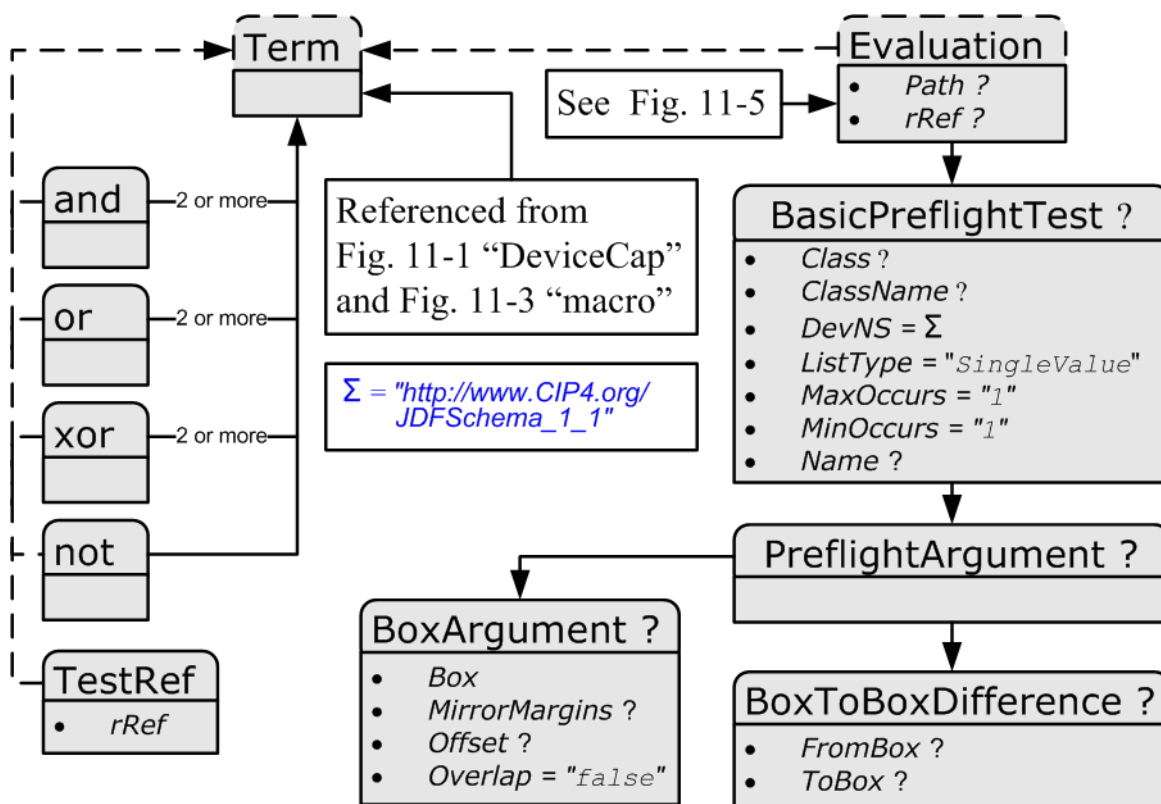 Term
Evaluation
• Path ?
• rRef ?
See Fig. 11-5
and
2 or more
or
2 or more
xor
2 or more
not
TestRef
• rRef
Referenced from
Fig. 11-1 “DeviceCap”
and Fig. 11-3 “macro”
Σ = "http://www.CIP4.org/
JDFSchema_1_1"
BasicPreflightTest ?
• Class ?
• ClassName ?
• DevNS = Σ
• ListType = "SingleValue"
• MaxOccurs = "1"
• MinOccurs = "1"
• Name ?
PreflightArgument ?
BoxArgument ?
• Box
• MirrorMargins ?
• Offset ?
• Overlap = "false"
BoxToBoxDifference ?
• FromBox ?
• ToBox ?